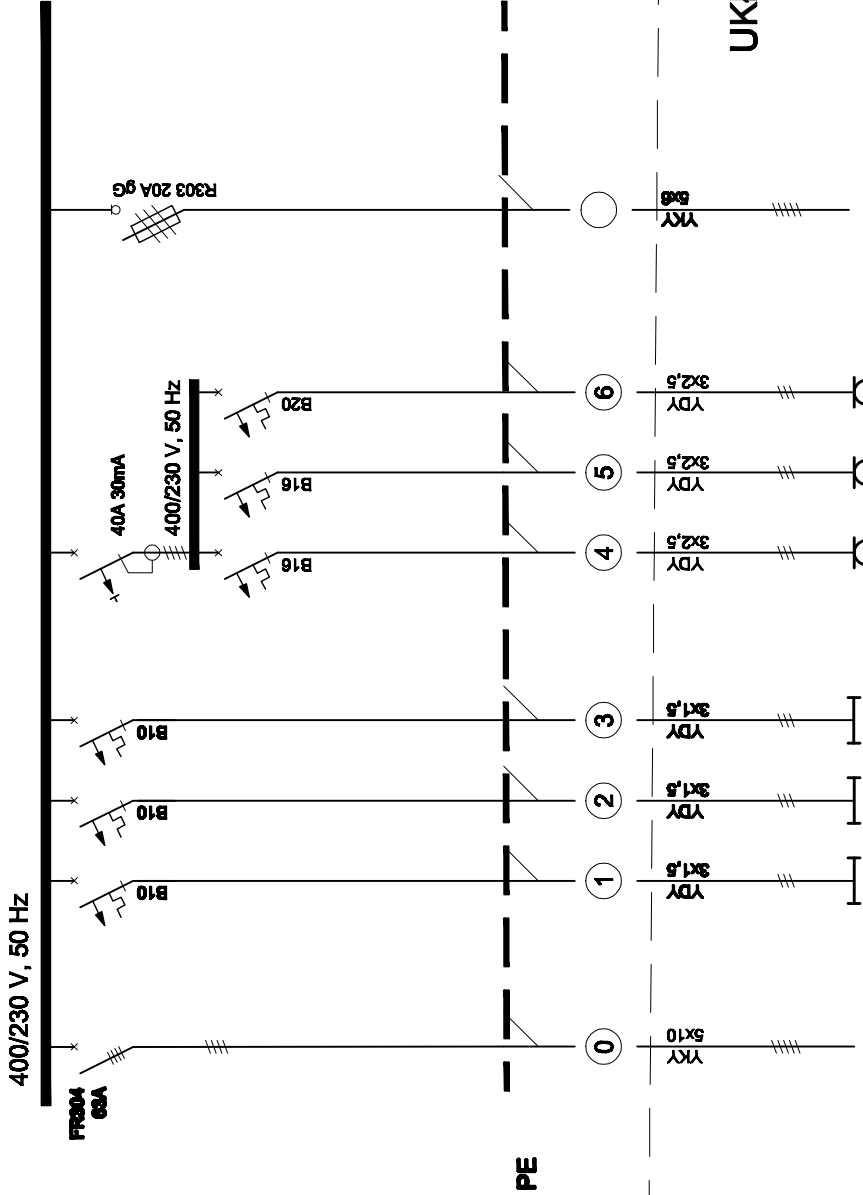 400/230 V, 50 Hz
FR304
63A
B10
B10
B10
40A 30mA
400/230 V, 50 Hz
B16
B16
B20
R303 20A gG
PE
0
1
2
3
4
5
6
YKY
5x10
YDY
3x1,5
YDY
3x1,5
YDY
3x1,5
YDY
3x2,5
YDY
3x2,5
YDY
3x2,5
YKY
5x6